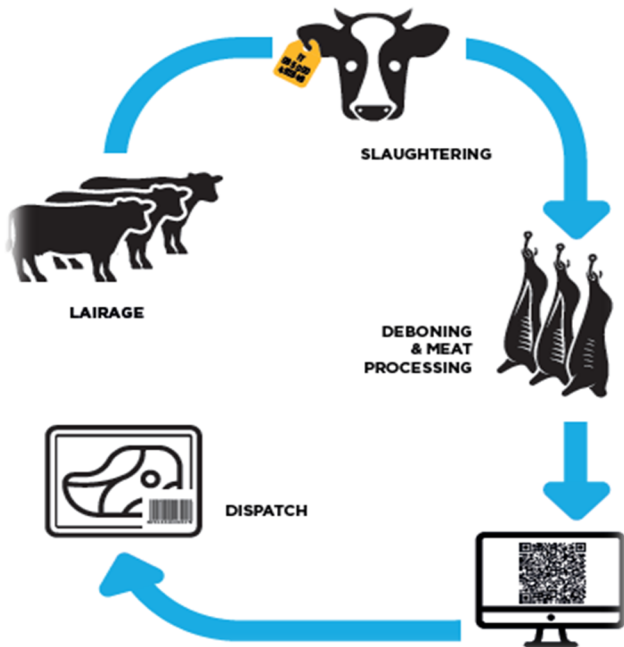 SLAUGHTERING
LAIRAGE
DEBONING
& MEAT
PROCESSING
DISPATCH